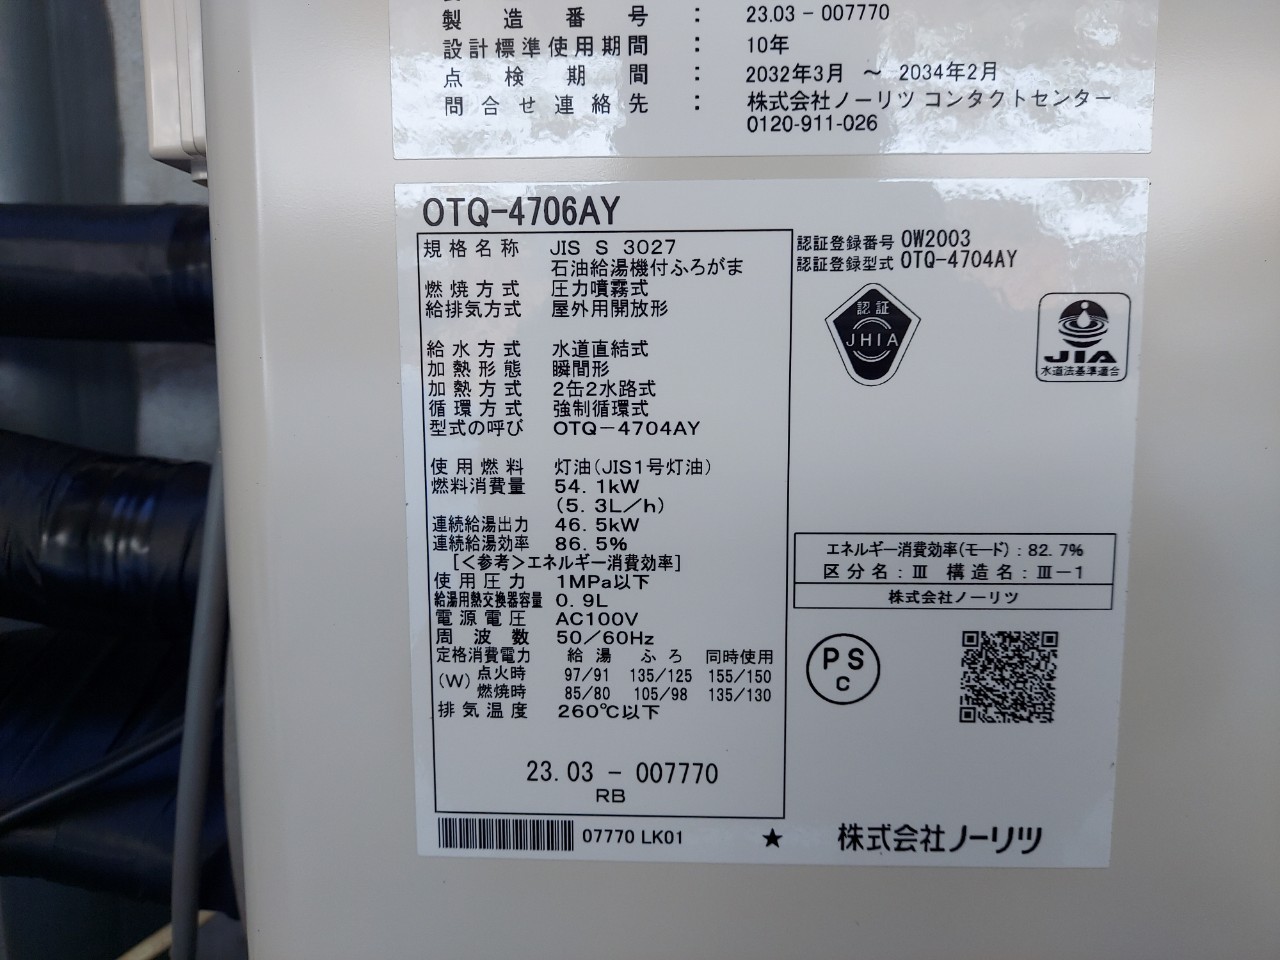 製造番号 : 23.03 - 007770
設計標準使用期間 : 10年
点検期間 : 2032年3月 ～ 2034年2月
問合せ連絡先 : 株式会社ノーリツ コンタクトセンター
0120-911-026
OTQ-4706AY
規格名称 JIS S 3027
石油給湯機付ふろがま
燃焼方式 圧力噴霧式
給排気方式 屋外用開放形
給水方式 水道直結式
加熱形態 瞬間形
加熱方式 2缶2水路式
循環方式 強制循環式
型式の呼び OTQ-4704AY
使用燃料 灯油(JIS1号灯油)
燃料消費量 54.1kW
(5.3L/h)
連続給湯出力 46.5kW
連続給湯効率 86.5%
[<参考>エネルギー消費効率]
使用圧力 1MPa以下
給湯用熱交換器容量 0.9L
電源電圧 AC100V
周波数 50/60Hz
定格消費電力 給湯 ふろ 同時使用
(W) 点火時 97/91 135/125 155/150
燃焼時 85/80 105/98 135/130
排気温度 260℃以下
23.03 - 007770
RB
07770 LK01 ★
認証登録番号 0W2003
認証登録型式 OTQ-4704AY
認証
JHIA
JIA
水道法基準適合
エネルギー消費効率(モード):82.7%
区分名:Ⅲ 構造名:Ⅲ-1
株式会社ノーリツ
PS
C
株式会社ノーリツ